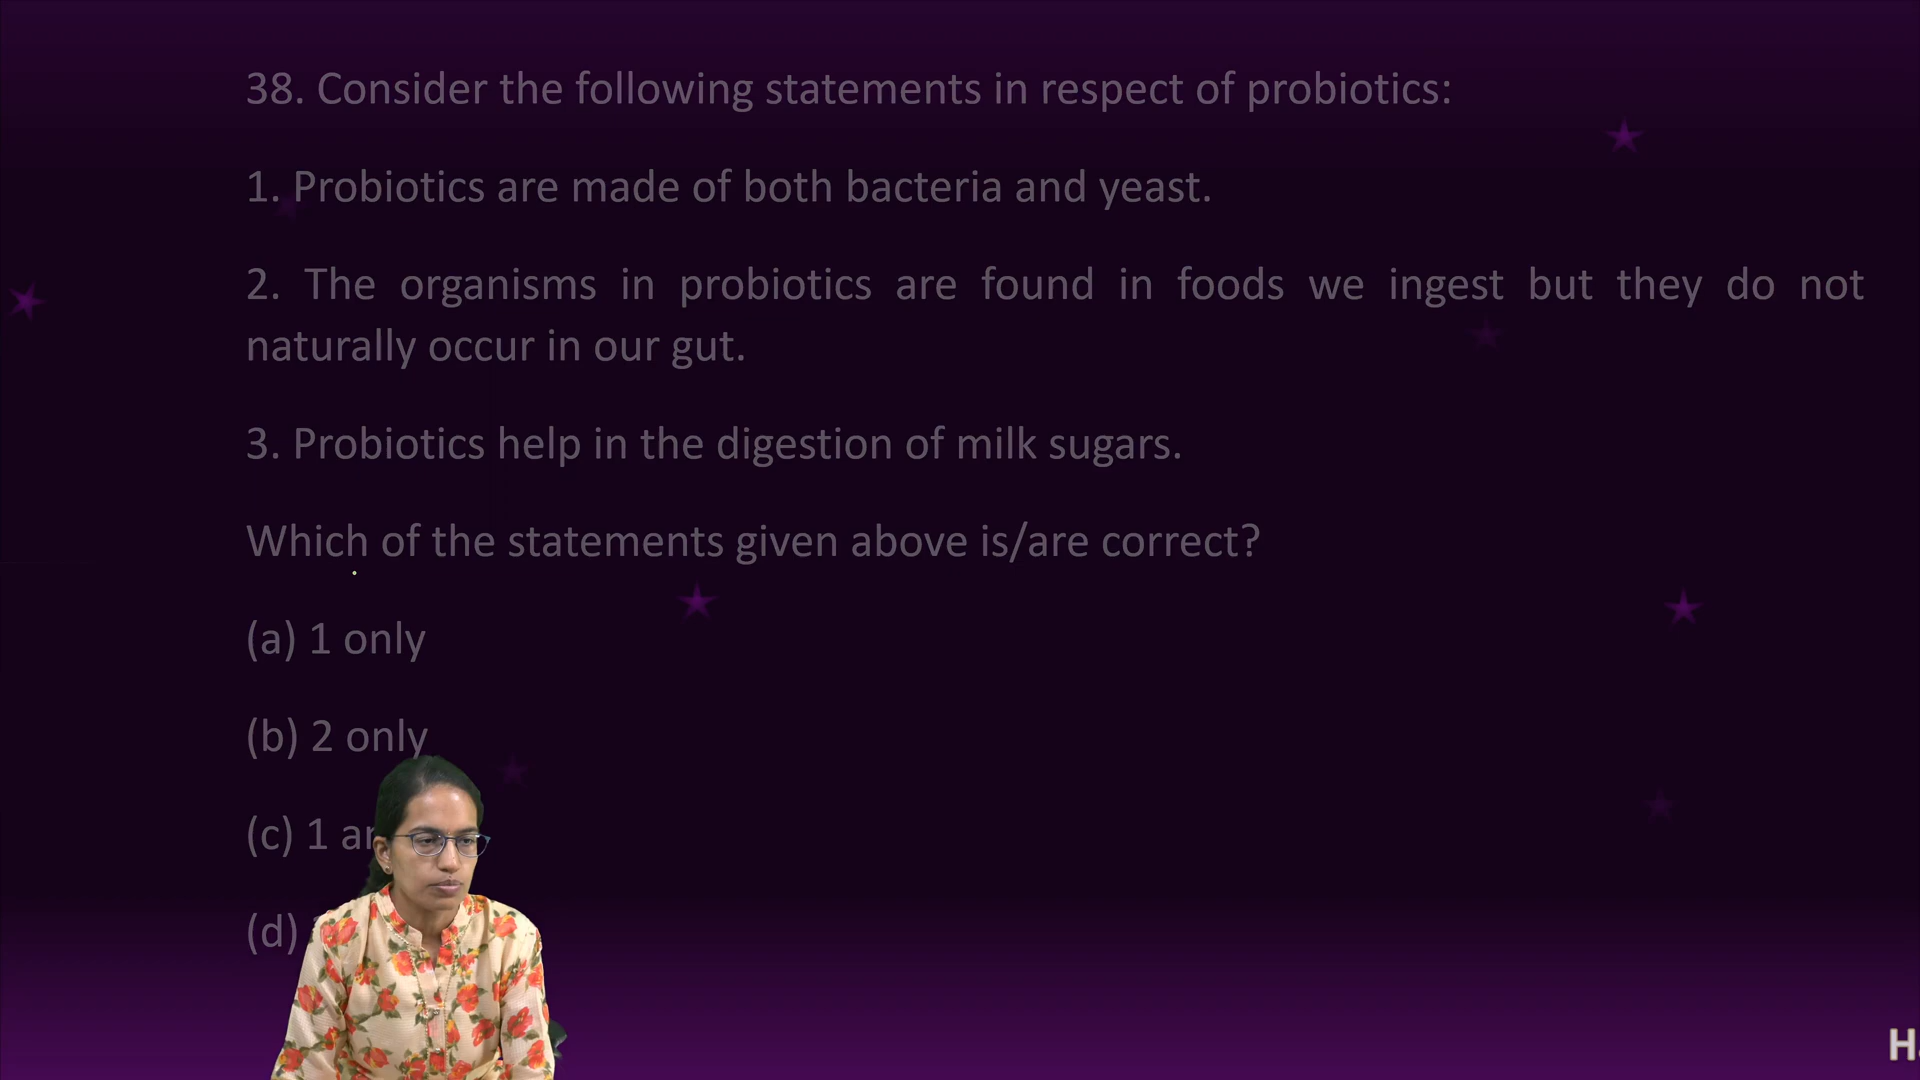 38. Consider the following statements in respect of probiotics:
1. Probiotics are made of both bacteria and yeast.
2. The organisms in probiotics are found in foods we ingest but they do not
naturally occur in our gut.
3. Probiotics help in the digestion of milk sugars.
Which of the statements given above is/are correct?
(a) 1 only
(b) 2 only
(c) 1
(d)